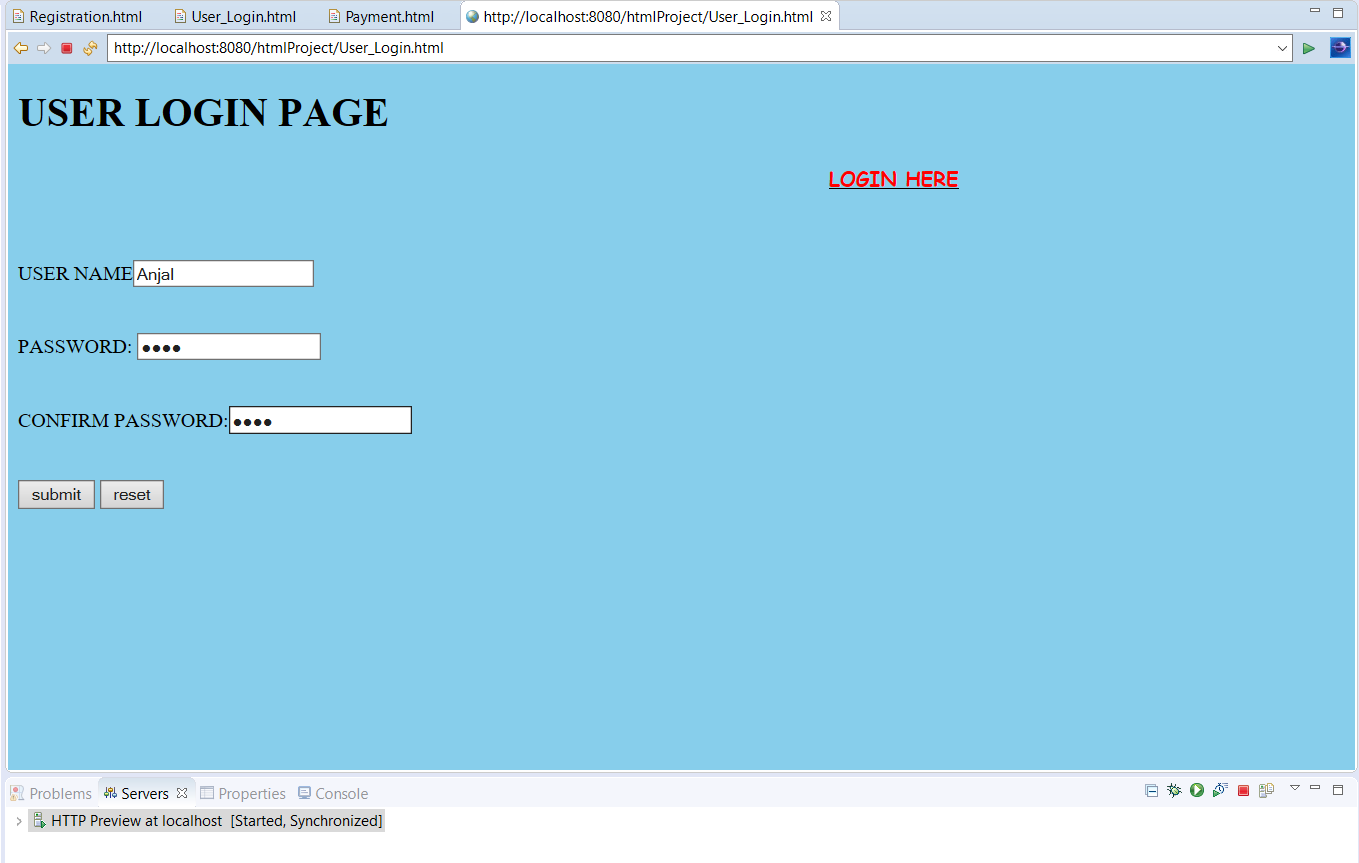 Registration.html User_Login.html Payment.html http://localhost:8080/htmlProject/User_Login.html
http://localhost:8080/htmlProject/User_Login.html
USER LOGIN PAGE
LOGIN HERE
USER NAME Anjal
PASSWORD: ●●●●
CONFIRM PASSWORD: ●●●●
submit reset
Problems Servers Properties Console
HTTP Preview at localhost [Started, Synchronized]